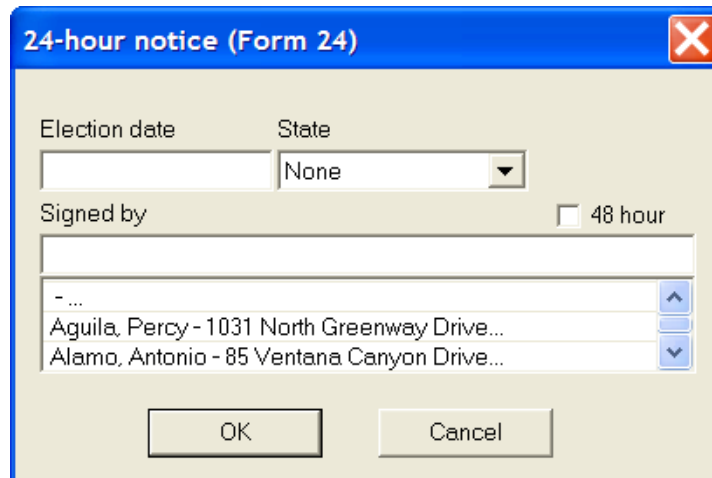 24-hour notice (Form 24)
Election date State
None
Signed by 48 hour
- ...
Aguila, Percy - 1031 North Greenway Drive...
Alamo, Antonio - 85 Ventana Canyon Drive...
OK Cancel